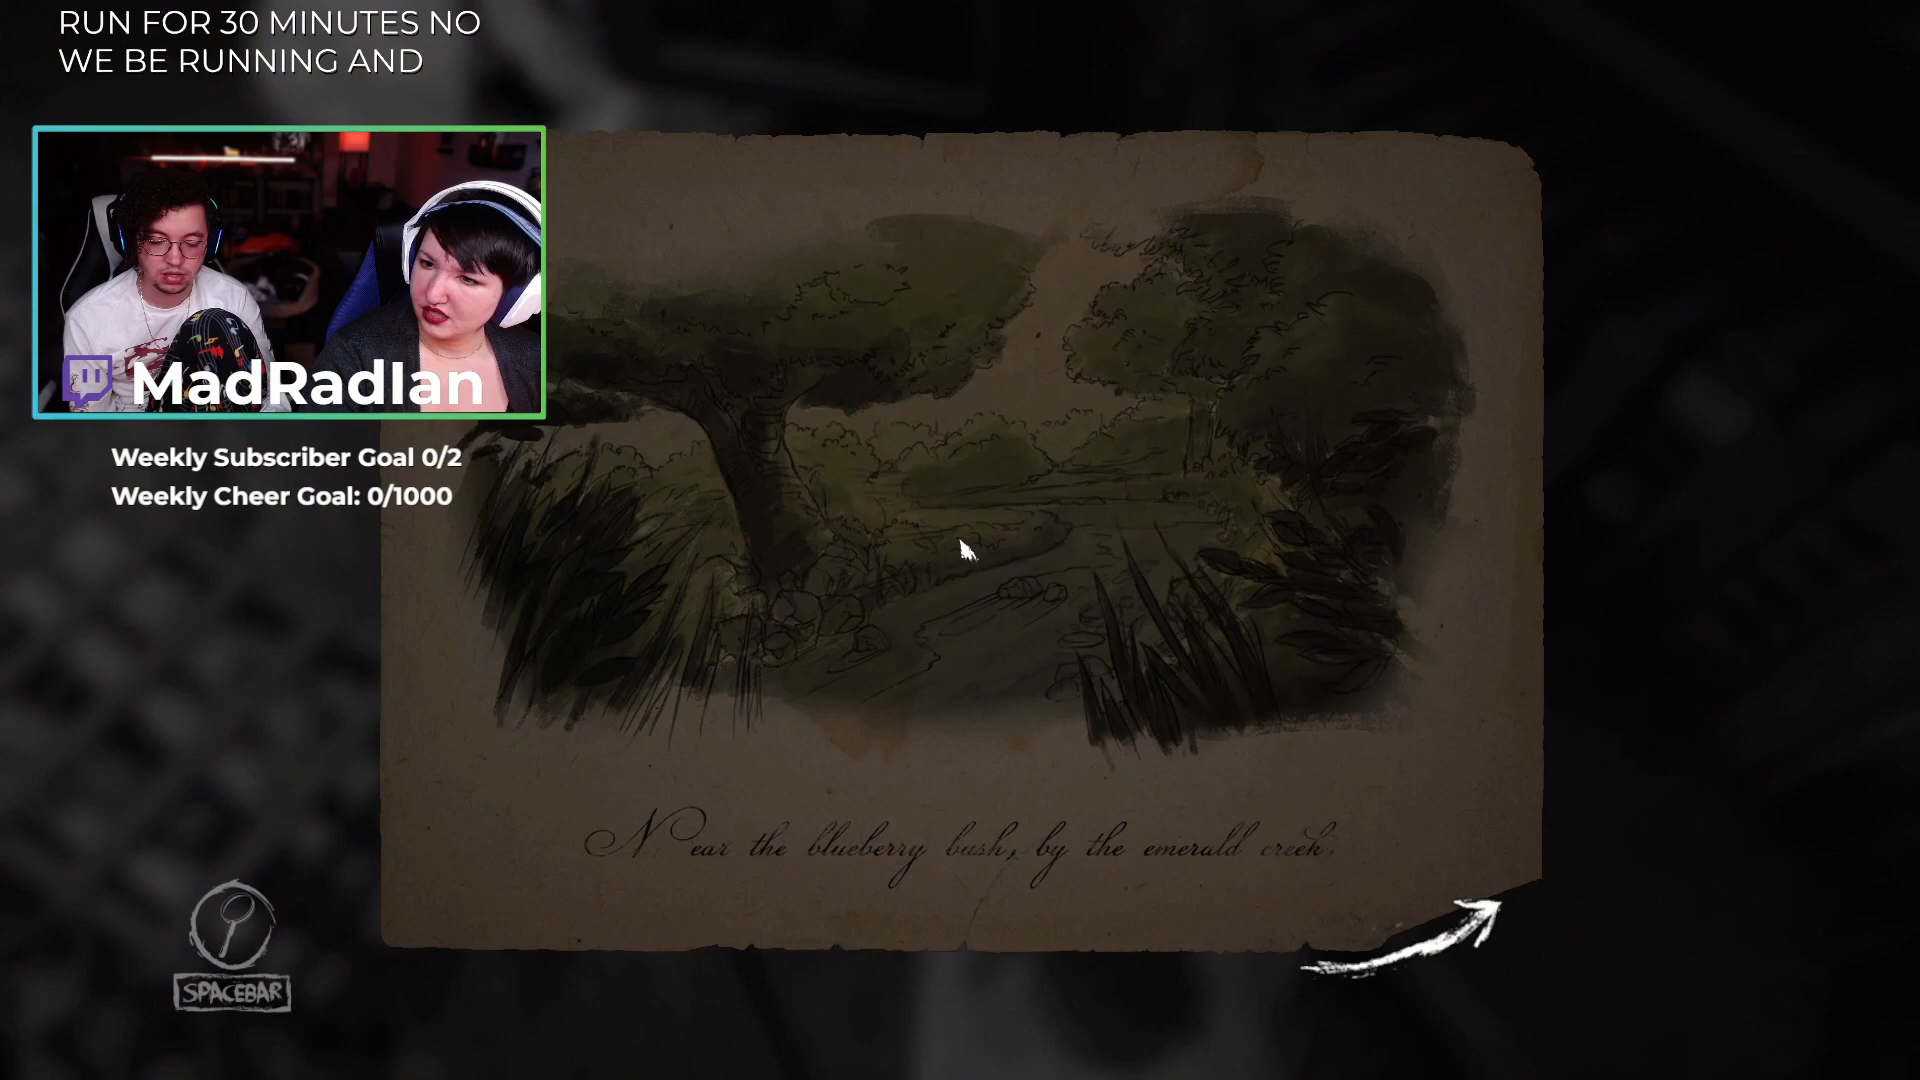 RUN FOR 30 MINUTES NO
WE BE RUNNING AND
MadRadIan
Weekly Subscriber Goal 0/2
Weekly Cheer Goal: 0/1000
Near the blueberry bush, by the emerald creek.
SPACEBAR